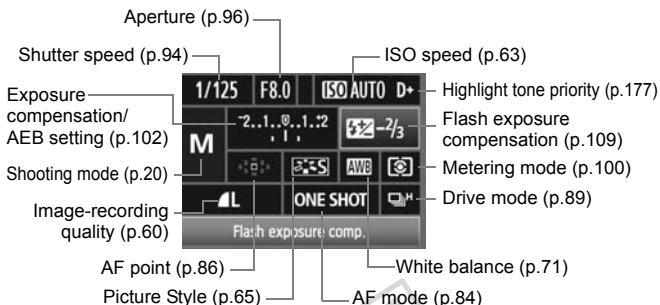 Aperture (p.96)
Shutter speed (p.94)
ISO speed (p.63)
1/125 F8.0 ISO AUTO D+
Highlight tone priority (p.177)
Exposure
compensation/
AEB setting (p.102)
-2..1..0..1..+2
-2/3
Flash exposure
compensation (p.109)
M
Shooting mode (p.20)
S
AWB
Metering mode (p.100)
Image-recording
quality (p.60)
L
ONE SHOT
H
Drive mode (p.89)
Flash exposure comp.
AF point (p.86)
White balance (p.71)
Picture Style (p.65)
AF mode (p.84)